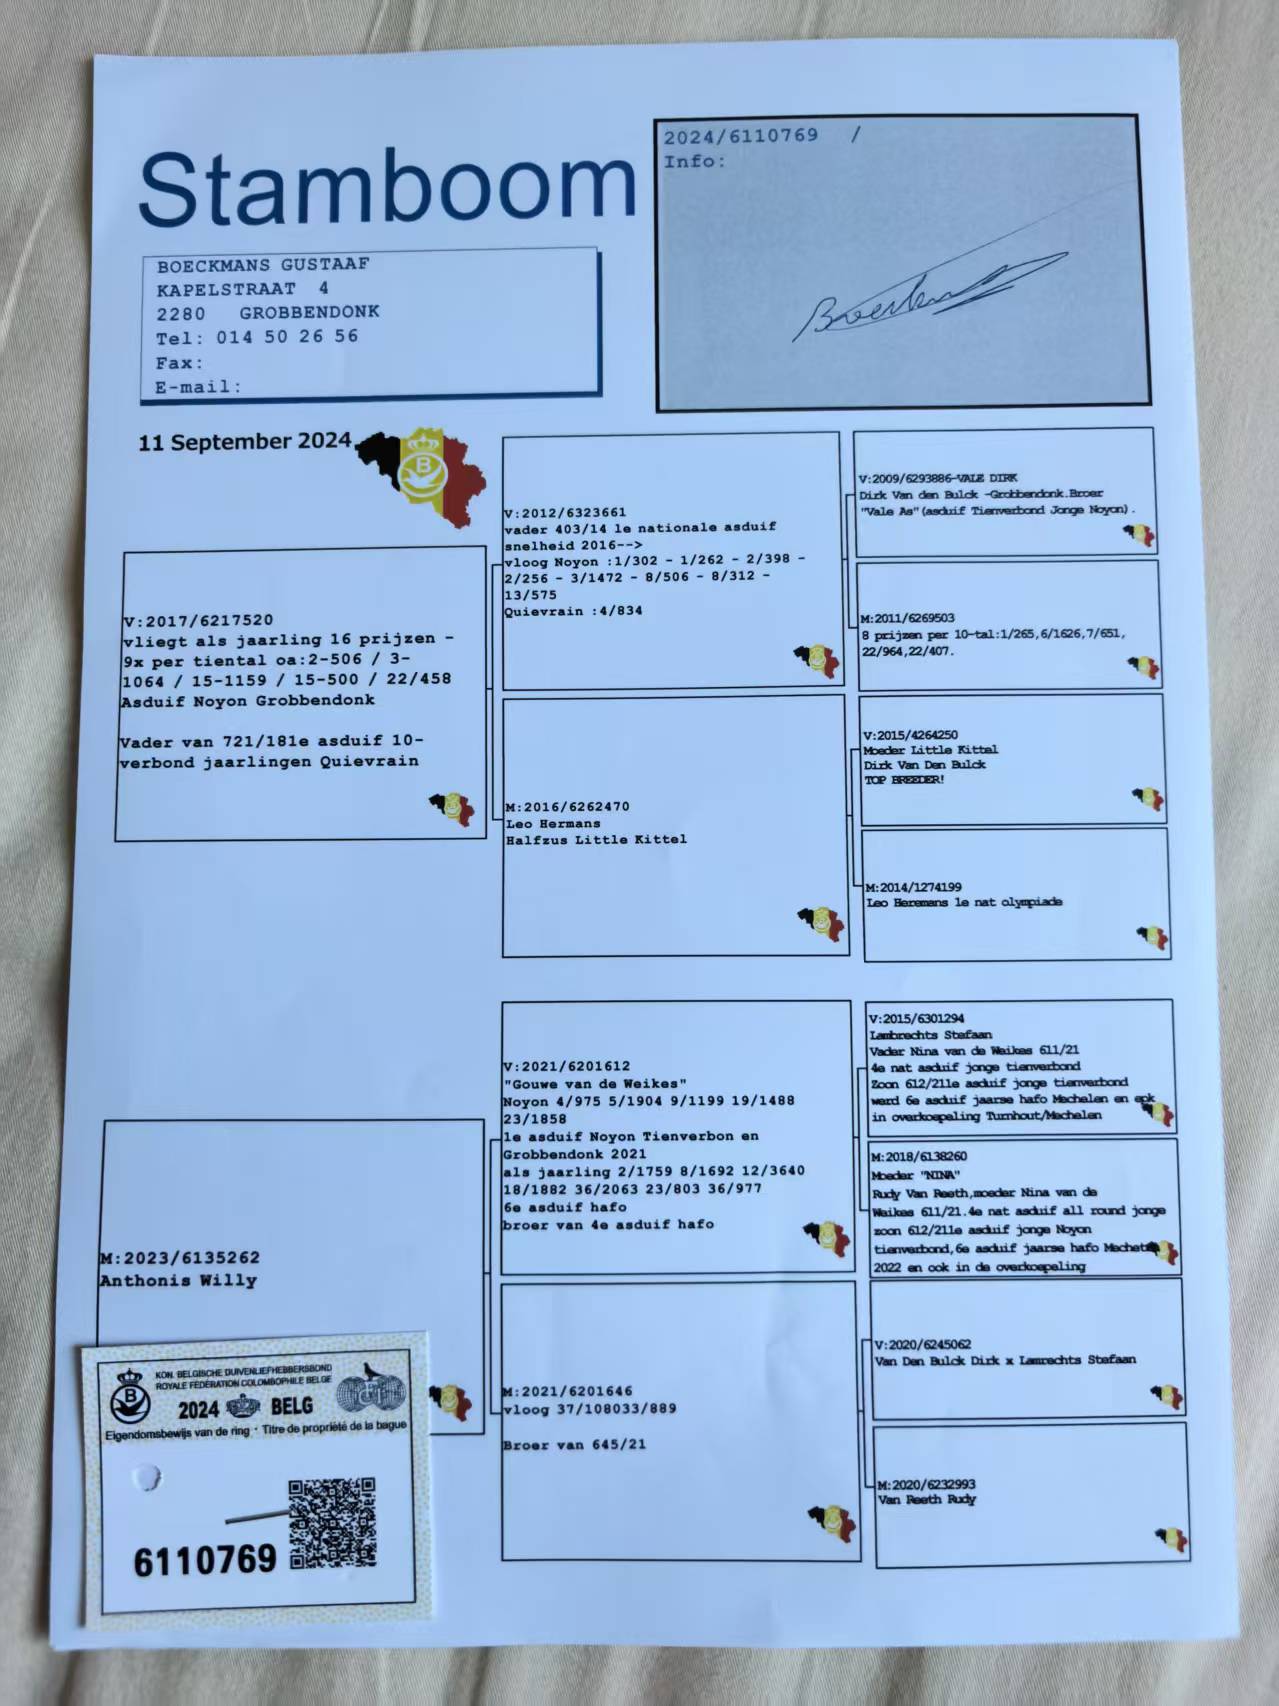 Stamboom
2024/6110769 /
Info:
BOECKMANS GUSTAAF
KAPELSTRAAT 4
2280 GROBBENDONK
Tel: 014 50 26 56
Fax:
E-mail:
11 September 2024
B
V:2017/6217520
vliegt als jaarling 16 prijzen -
9x per tiental oa:2-506 / 3-
1064 / 15-1159 / 15-500 / 22/458
Asduif Noyon Grobbendonk
Vader van 721/181e asduif 10-
verbond jaarlingen Quievrain
V:2012/6323661
vader 403/14 1e nationale asduif
snelheid 2016-->
vloog Noyon :1/302 - 1/262 - 2/398 -
2/256 - 3/1472 - 8/506 - 8/312 -
13/575
Quievrain :4/834
M:2016/6262470
Leo Hermans
Halfzus Little Kittel
V:2009/6293886-VALE DIRK
Dirk Van den Bulck -Grobbendonk.Broer
"Vale As"(asduif Tienverbond Jonge Noyon).
M:2011/6269503
8 prijzen per 10-tal:1/265,6/1626,7/651,
22/964,22/407.
V:2015/4264250
Moeder Little Kittel
Dirk Van Den Bulck
TOP BREEDER!
M:2014/1274199
Leo Heremans 1e nat olympiade
M:2023/6135262
Anthonis Willy
V:2021/6201612
"Gouwe van de Weikes"
Noyon 4/975 5/1904 9/1199 19/1488
23/1858
1e asduif Noyon Tienverbon en
Grobbendonk 2021
als jaarling 2/1759 8/1692 12/3640
18/1882 36/2063 23/803 36/977
6e asduif hafo
broer van 4e asduif hafo
M:2021/6201646
vloog 37/108033/889
Broer van 645/21
V:2015/6301294
Lambrechts Stefaan
Vader Nina van de Weikes 611/21
4e nat asduif jonge tienverbond
Zoon 612/211e asduif jonge tienverbond
werd 6e asduif jaarse hafo Mechelen en epk
in overkoepeling Turnhout/Mechelen
M:2018/6138260
Moeder "NINA"
Rudy Van Reeth,moeder Nina van de
Weikes 611/21.4e nat asduif all round jonge
zoon 612/211e asduif jonge Noyon
tienverbond,6e asduif jaarse hafo
2022 en ook in de overkoepeling
V:2020/6245062
Van Den Bulck Dirk x Lamrechts Stefaan
M:2020/6232993
Van Reeth Rudy
KON. BELGISCHE DUIVENLIEFHEBBERSBOND
ROYALE FÉDÉRATION COLOMBOPHILE BELGE
B
2024 BELG
Eigendomsbewijs van de ring · Titre de propriété de la bague
6110769